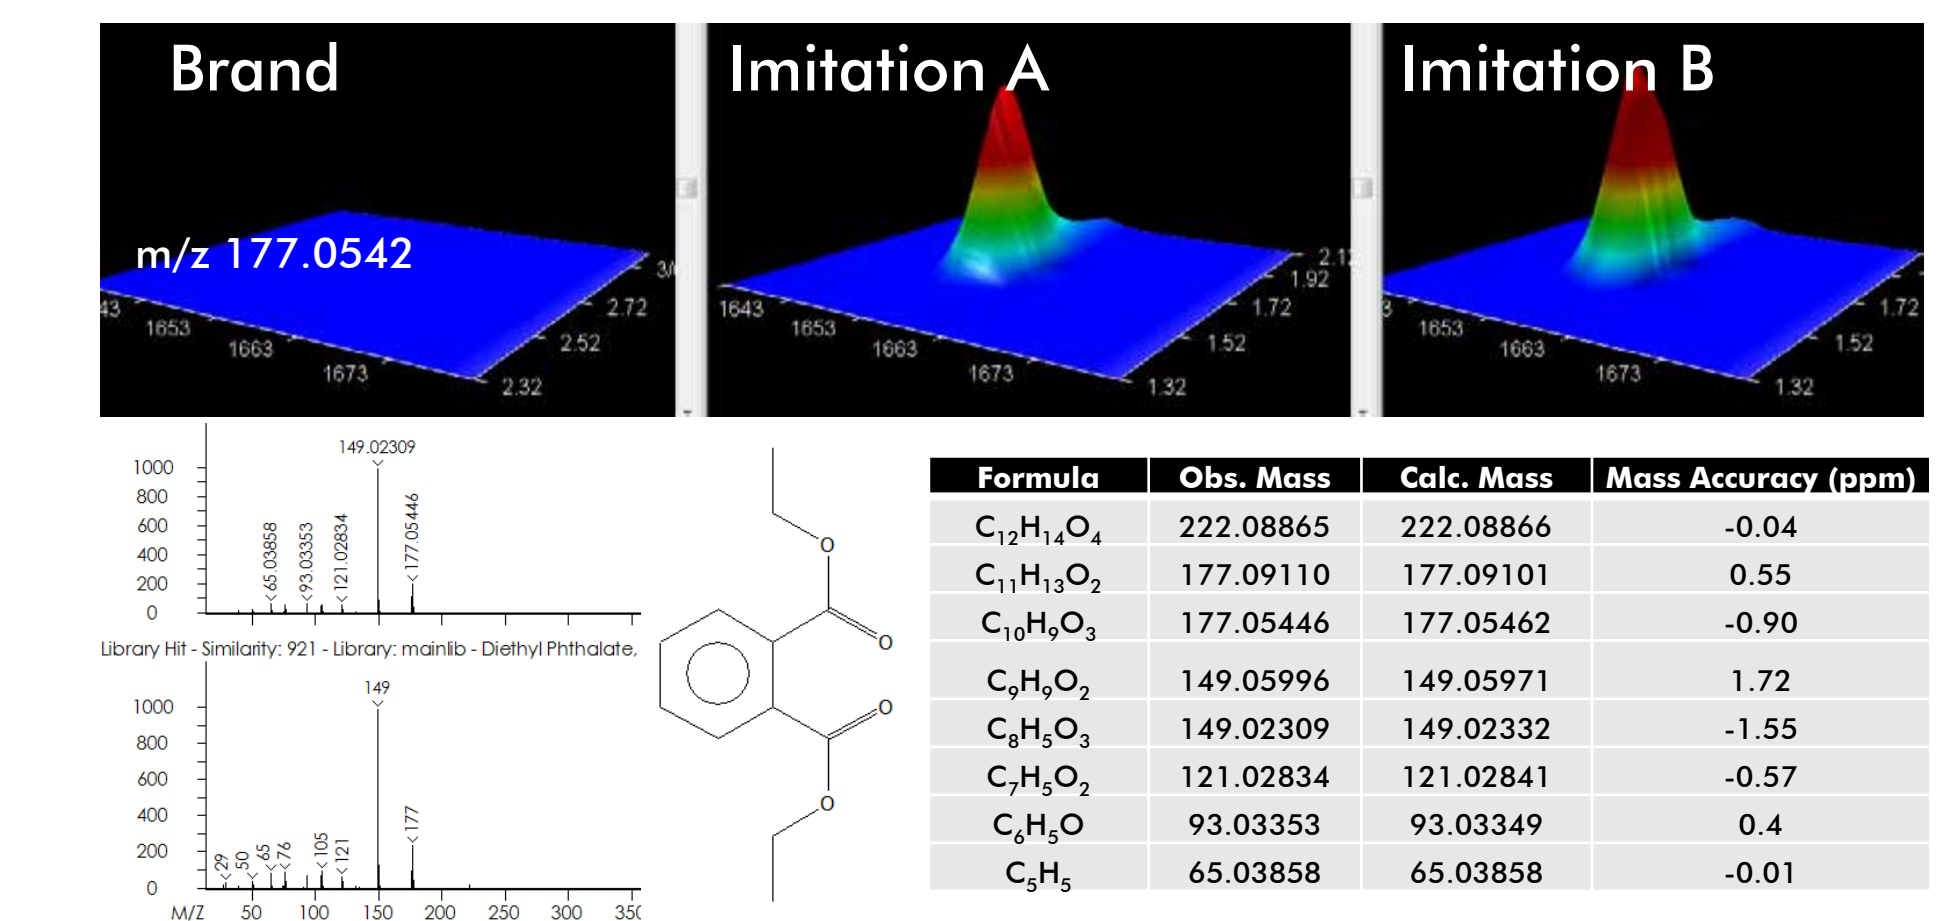 Brand
Imitation A
Imitation B
m/z 177.0542
43
1653
1663
1673
2.32
2.52
2.72
1643
1653
1663
1673
1.32
1.52
1.72
1.92
2.12
3
1653
1663
1673
1.32
1.52
1.72
1000
800
600
400
200
0
<65.03858
<93.03353
<121.02834
149.02309
<177.05446
Library Hit - Similarity: 921 - Library: mainlib - Diethyl Phthalate,
1000
800
600
400
200
0
29
50
65
76
105
121
149
177
M/Z 50 100 150 200 250 300 350
O
O
O
O
Formula Obs. Mass Calc. Mass Mass Accuracy (ppm)
C₁₂H₁₄O₄ 222.08865 222.08866 -0.04
C₁₁H₁₃O₂ 177.09110 177.09101 0.55
C₁₀H₉O₃ 177.05446 177.05462 -0.90
C₉H₉O₂ 149.05996 149.05971 1.72
C₈H₅O₃ 149.02309 149.02332 -1.55
C₇H₅O₂ 121.02834 121.02841 -0.57
C₆H₅O 93.03353 93.03349 0.4
C₅H₅ 65.03858 65.03858 -0.01